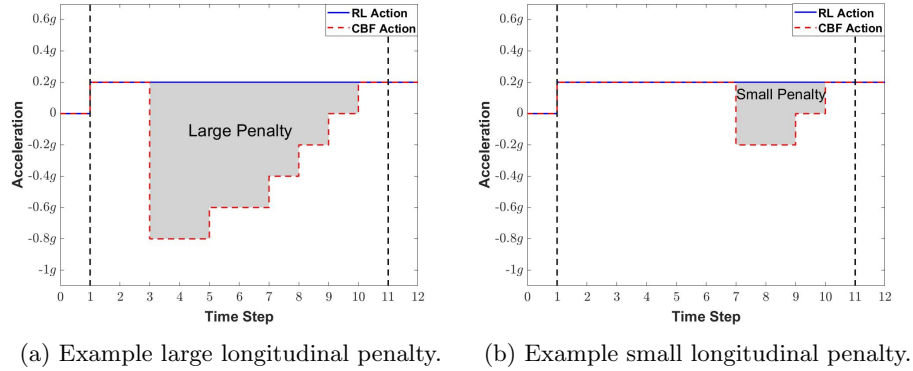 RL Action
CBF Action
0.6g
0.4g
0.2g
0
-0.2g
-0.4g
-0.6g
-0.8g
-1g
Acceleration
Large Penalty
0 1 2 3 4 5 6 7 8 9 10 11 12
Time Step
(a) Example large longitudinal penalty.
RL Action
CBF Action
0.6g
0.4g
0.2g
0
-0.2g
-0.4g
-0.6g
-0.8g
-1g
Acceleration
Small Penalty
0 1 2 3 4 5 6 7 8 9 10 11 12
Time Step
(b) Example small longitudinal penalty.